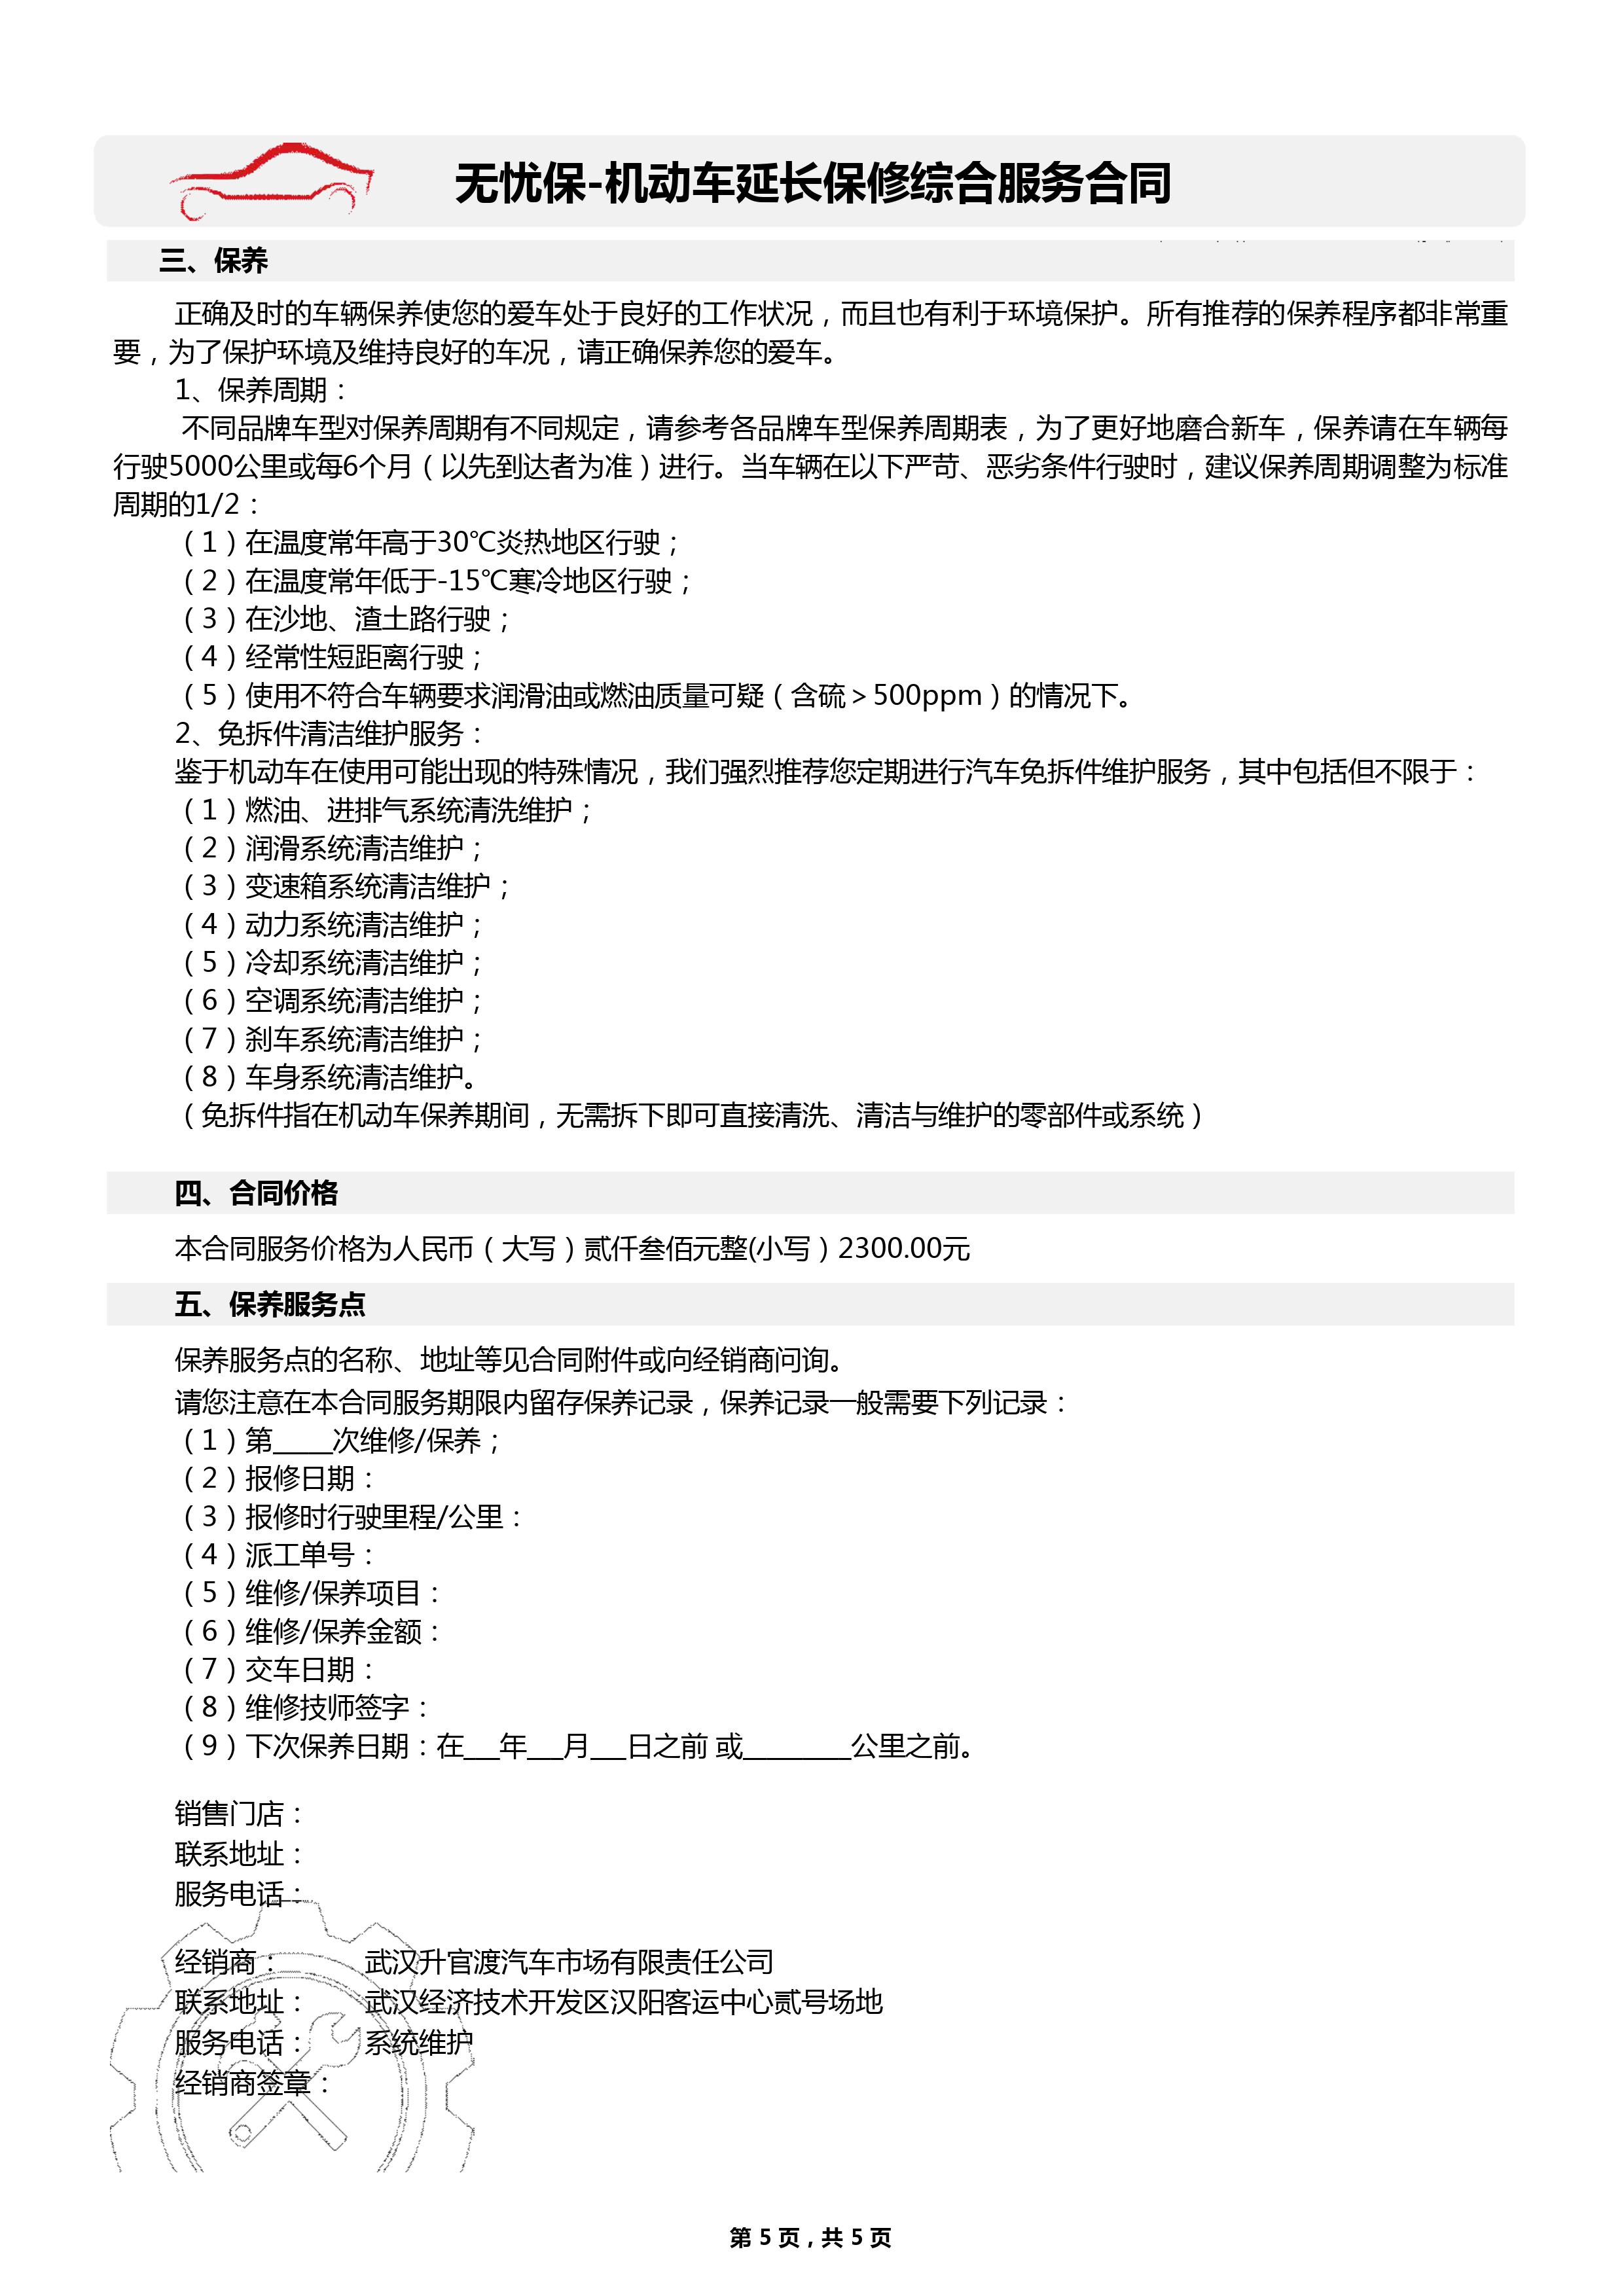 无忧保-机动车延长保修综合服务合同
三、保养
正确及时的车辆保养使您的爱车处于良好的工作状况，而且也有利于环境保护。所有推荐的保养程序都非常重
要，为了保护环境及维持良好的车况，请正确保养您的爱车。
1、保养周期：
不同品牌车型对保养周期有不同规定，请参考各品牌车型保养周期表，为了更好地磨合新车，保养请在车辆每
行驶5000公里或每6个月（以先到达者为准）进行。当车辆在以下严苛、恶劣条件行驶时，建议保养周期调整为标准
周期的1/2：
（1）在温度常年高于30℃炎热地区行驶；
（2）在温度常年低于-15℃寒冷地区行驶；
（3）在沙地、渣土路行驶；
（4）经常性短距离行驶；
（5）使用不符合车辆要求润滑油或燃油质量可疑（含硫＞500ppm）的情况下。
2、免拆件清洁维护服务：
鉴于机动车在使用可能出现的特殊情况，我们强烈推荐您定期进行汽车免拆件维护服务，其中包括但不限于：
（1）燃油、进排气系统清洗维护；
（2）润滑系统清洁维护；
（3）变速箱系统清洁维护；
（4）动力系统清洁维护；
（5）冷却系统清洁维护；
（6）空调系统清洁维护；
（7）刹车系统清洁维护；
（8）车身系统清洁维护。
（免拆件指在机动车保养期间，无需拆下即可直接清洗、清洁与维护的零部件或系统）
四、合同价格
本合同服务价格为人民币（大写）贰仟叁佰元整(小写）2300.00元
五、保养服务点
保养服务点的名称、地址等见合同附件或向经销商问询。
请您注意在本合同服务期限内留存保养记录，保养记录一般需要下列记录：
（1）第_____次维修/保养；
（2）报修日期：
（3）报修时行驶里程/公里：
（4）派工单号：
（5）维修/保养项目：
（6）维修/保养金额：
（7）交车日期：
（8）维修技师签字：
（9）下次保养日期：在___年___月___日之前 或_________公里之前。
销售门店：
联系地址：
服务电话：
经销商： 武汉升官渡汽车市场有限责任公司
联系地址： 武汉经济技术开发区汉阳客运中心贰号场地
服务电话： 系统维护
经销商签章：
第 5 页，共 5 页